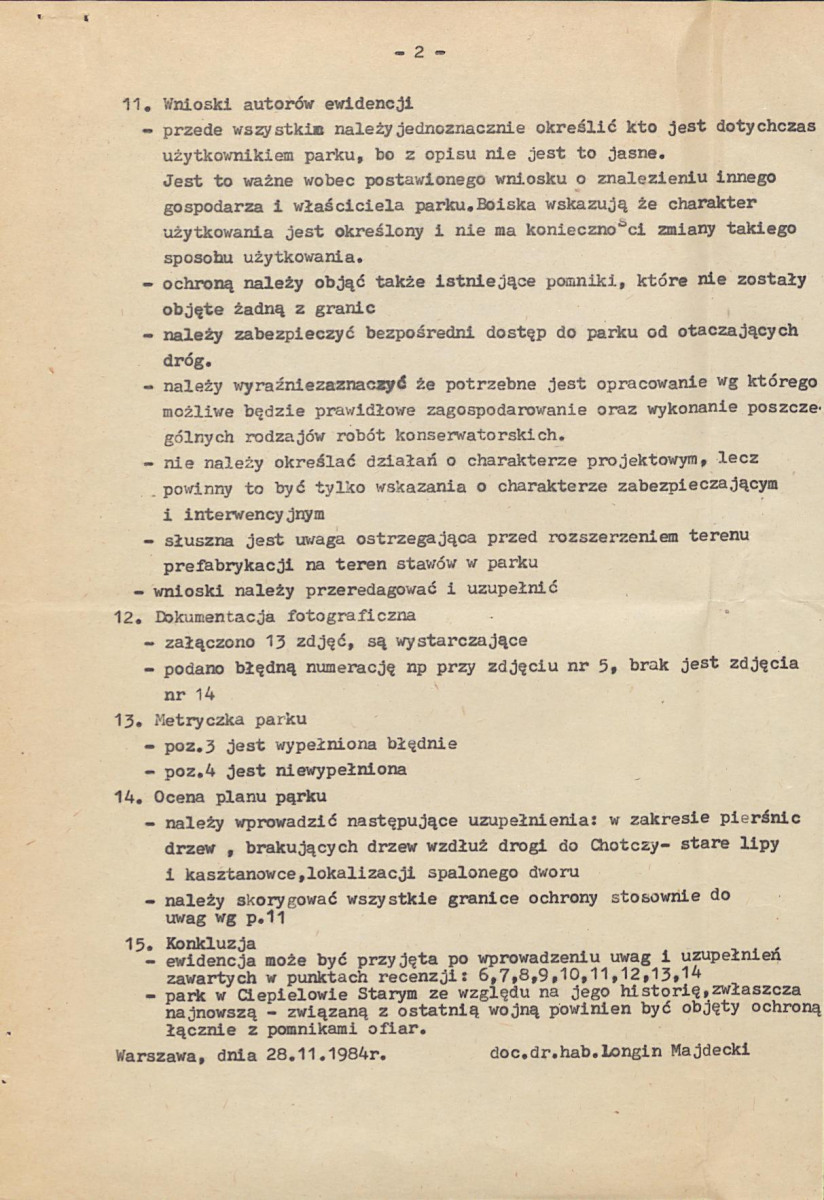 - 2 -
11. Wnioski autorów ewidencji
- przede wszystkim należyjednoznacznie określić kto jest dotychczas
użytkownikiem parku, bo z opisu nie jest to jasne.
Jest to ważne wobec postawionego wniosku o znalęzieniu innego
gospodarza i właściciela parku.Boiska wskazują że charakter
użytkowania jest określony i nie ma konieczności zmiany takiego
sposobu użytkowania.
- ochroną należy objąć także istniejące pomniki, które nie zostały
objęte żadną z granic
- należy zabezpieczyć bezpośredni dostęp do parku od otaczających
dróg.
- należy wyraźniezaznaczyć że potrzebne jest opracowanie wg którego
możliwe będzie prawidłowe zagospodarowanie oraz wykonanie poszcze-
gólnych rodzajów robót konserwatorskich.
- nie należy określać działań o charakterze projektowym, lecz
powinny to być tylko wskazania o charakterze zabezpieczającym
i interwencyjnym
- słuszna jest uwaga ostrzegająca przed rozszerzeniem terenu
prefabrykacji na teren stawów w parku
- wnioski należy przeredagować i uzupełnić
12. Dokumentacja fotograficzna
- załączono 13 zdjęć, są wystarczające
- podano błędną numerację np przy zdjęciu nr 5, brak jest zdjęcia
nr 14
13. Metryczka parku
- poz.3 jest wypełniona błędnie
- poz.4 jest niewypełniona
14. Ocena planu pąrku
- należy wprowadzić następujące uzupełnienia: w zakresie pierśnic
drzew , brakujących drzew wzdłuż drogi do Chotczy- stare lipy
i kasztanowce,lokalizacji spalonego dworu
- należy skorygować wszystkie granice ochrony stosownie do
uwag wg p.11
15. Konkluzja
- ewidencja może być przyjęta po wprowadzeniu uwag i uzupełnień
zawartych w punktach recenzji: 6,7,8,9,10,11,12,13,14
- park w Ciepielowie Starym ze względu na jego historię,zwłaszcza
najnowszą - związaną z ostatnią wojną powinien być objęty ochroną
łącznie z pomnikami ofiar.
Warszawa, dnia 28.11.1984r. doc.dr.hab.Longin Majdecki